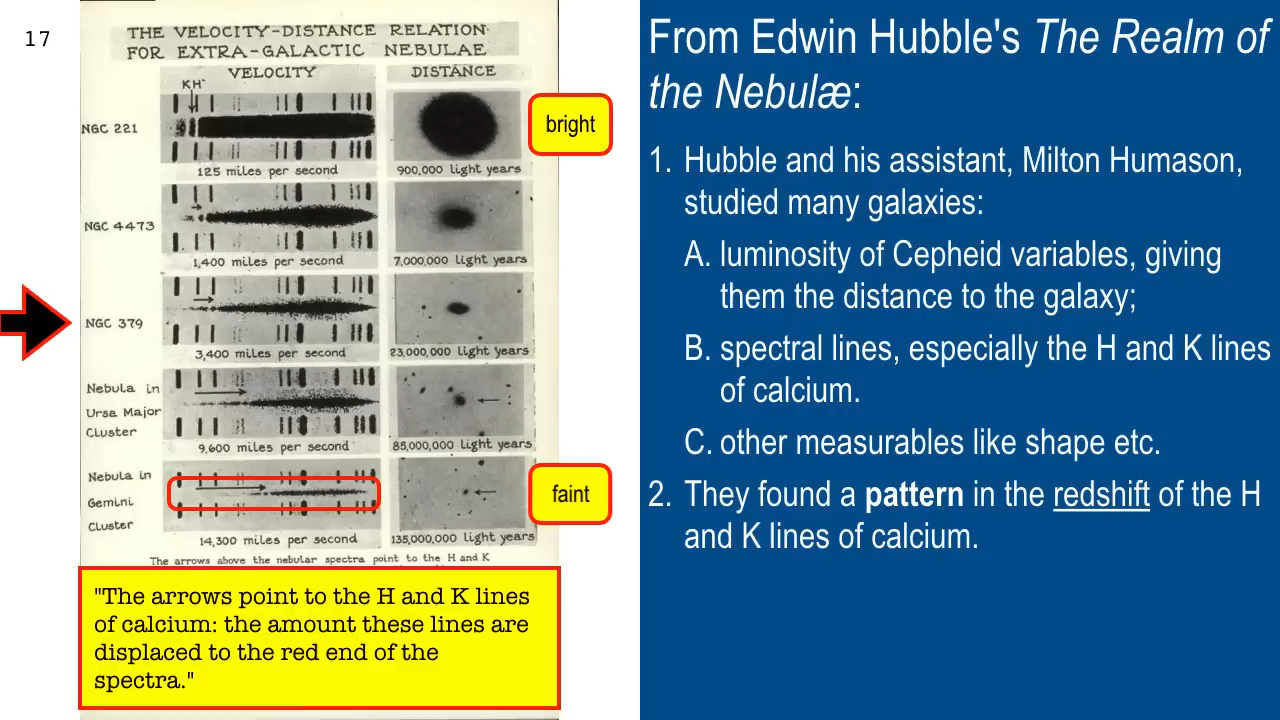 17
THE VELOCITY-DISTANCE RELATION
FOR EXTRA-GALACTIC NEBULAE
VELOCITY
DISTANCE
KH
NGC 221
125 miles per second
900,000 light years
bright
NGC 4473
1,400 miles per second
7,000,000 light years
NGC 379
3,400 miles per second
23,000,000 light years
Nebula in
Ursa Major
Cluster
9,600 miles per second
85,000,000 light years
Nebula in
Gemini
Cluster
14,300 miles per second
135,000,000 light years
faint
The arrows above the nebular spectra point to the H and K
"The arrows point to the H and K lines
of calcium: the amount these lines are
displaced to the red end of the
spectra."
From Edwin Hubble's The Realm of
the Nebulæ:
1. Hubble and his assistant, Milton Humason,
studied many galaxies:
A. luminosity of Cepheid variables, giving
them the distance to the galaxy;
B. spectral lines, especially the H and K lines
of calcium.
C. other measurables like shape etc.
2. They found a pattern in the redshift of the H
and K lines of calcium.